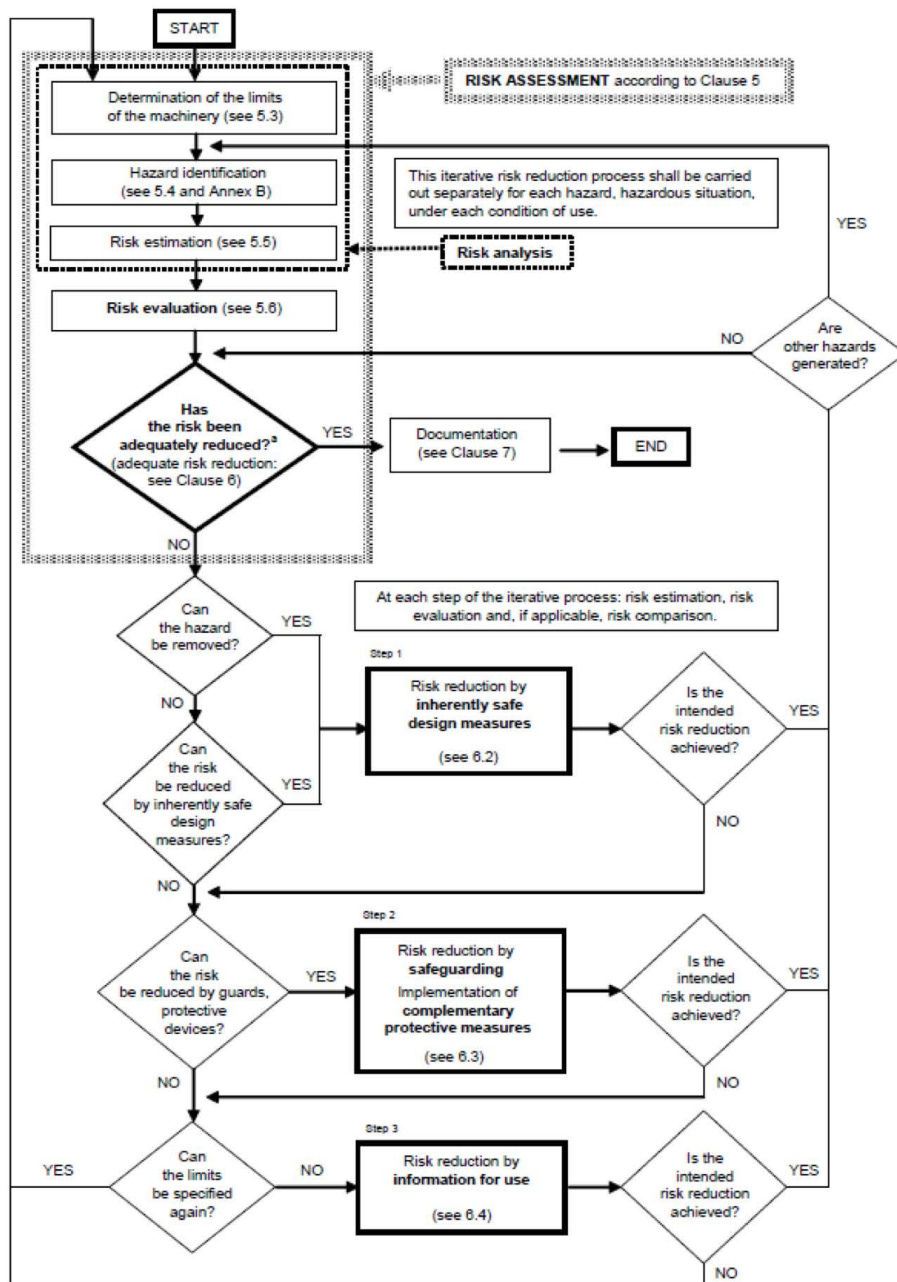 START
RISK ASSESSMENT according to Clause 5
Determination of the limits
of the machinery (see 5.3)
Hazard identification
(see 5.4 and Annex B)
This iterative risk reduction process shall be carried
out separately for each hazard, hazardous situation,
under each condition of use.
YES
Risk estimation (see 5.5)
Risk analysis
Risk evaluation (see 5.6)
NO
Are
other hazards
generated?
Has
the risk been
adequately reduced?ª
(adequate risk reduction:
see Clause 6)
YES
Documentation
(see Clause 7)
END
NO
Can
the hazard
be removed?
YES
At each step of the iterative process: risk estimation, risk
evaluation and, if applicable, risk comparison.
Step 1
NO
Risk reduction by
inherently safe
design measures
(see 6.2)
Is the
intended
risk reduction
achieved?
YES
Can
the risk
be reduced
by inherently safe
design
measures?
YES
NO
NO
Step 2
Can
the risk
be reduced by guards,
protective
devices?
YES
Risk reduction by
safeguarding
Implementation of
complementary
protective measures
(see 6.3)
Is the
intended
risk reduction
achieved?
YES
NO
NO
Step 3
YES
Can
the limits
be specified
again?
NO
Risk reduction by
information for use
(see 6.4)
Is the
intended
risk reduction
achieved?
YES
NO